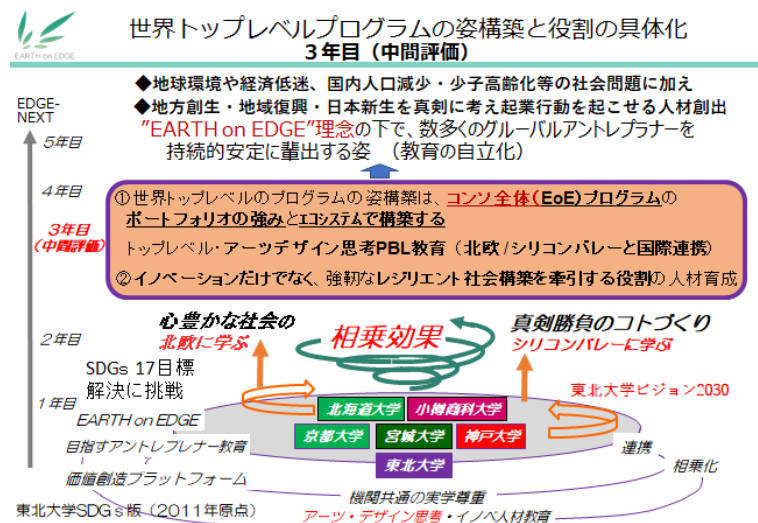 EARTH on EDGE
世界トップレベルプログラムの姿構築と役割の具体化
3年目（中間評価）
◆地球環境や経済低迷、国内人口減少・少子高齢化等の社会問題に加え
◆地方創生・地域復興・日本新生を真剣に考え起業行動を起こせる人材創出
”EARTH on EDGE”理念の下で、数多くのグルーバルアントレプラナーを
持続的安定に輩出する姿　（教育の自立化）
EDGE-
NEXT
5年目
4年目
3年目
（中間評価）
2年目
1年目
①世界トップレベルのプログラムの姿構築は、コンソ全体（EoE）プログラムの
ポートフォリオの強みとエコシステムで構築する
トップレベル・アーツデザイン思考PBL教育（北欧/シリコンバレーと国際連携）
②イノベーションだけでなく、強靭なレジリエント社会構築を牽引する役割の人材育成
心豊かな社会の
北欧に学ぶ
相乗効果
真剣勝負のコトづくり
シリコンバレーに学ぶ
SDGs 17目標
解決に挑戦
東北大学ビジョン2030
北海道大学
小樽商科大学
京都大学
宮城大学
神戸大学
東北大学
EARTH on EDGE
目指すアントレプレナー教育
価値創造プラットフォーム
連携
相乗化
機関共通の実学尊重
アーツ・デザイン思考・イノベ人材教育
東北大学SDGｓ版（2011年原点）